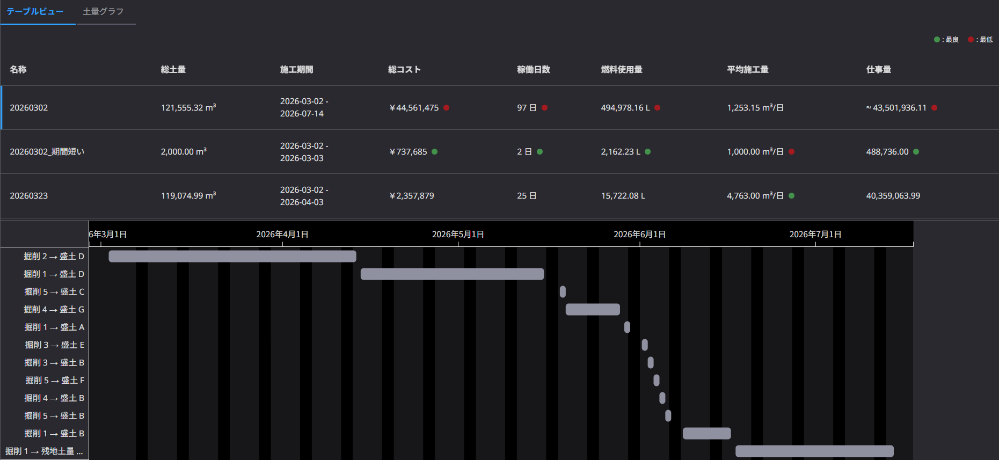 テーブルビュー 土量グラフ
: 最良 : 最低
名称 総土量 施工期間 総コスト 稼働日数 燃料使用量 平均施工量 仕事量
20260302 121,555.32 m³ 2026-03-02 - 2026-07-14 ￥44,561,475 97 日 494,978.16 L 1,253.15 m³/日 ≈ 43,501,936.11
20260302_期間短い 2,000.00 m³ 2026-03-02 - 2026-03-03 ￥737,685 2 日 2,162.23 L 1,000.00 m³/日 488,736.00
20260323 119,074.99 m³ 2026-03-02 - 2026-04-03 ￥2,357,879 25 日 15,722.08 L 4,763.00 m³/日 40,359,063.99
6年3月1日 2026年4月1日 2026年5月1日 2026年6月1日 2026年7月1日
掘削 2 → 盛土 D
掘削 1 → 盛土 D
掘削 5 → 盛土 C
掘削 4 → 盛土 G
掘削 1 → 盛土 A
掘削 3 → 盛土 E
掘削 3 → 盛土 B
掘削 5 → 盛土 F
掘削 4 → 盛土 B
掘削 5 → 盛土 B
掘削 1 → 盛土 B
掘削 1 → 残地土量 ...